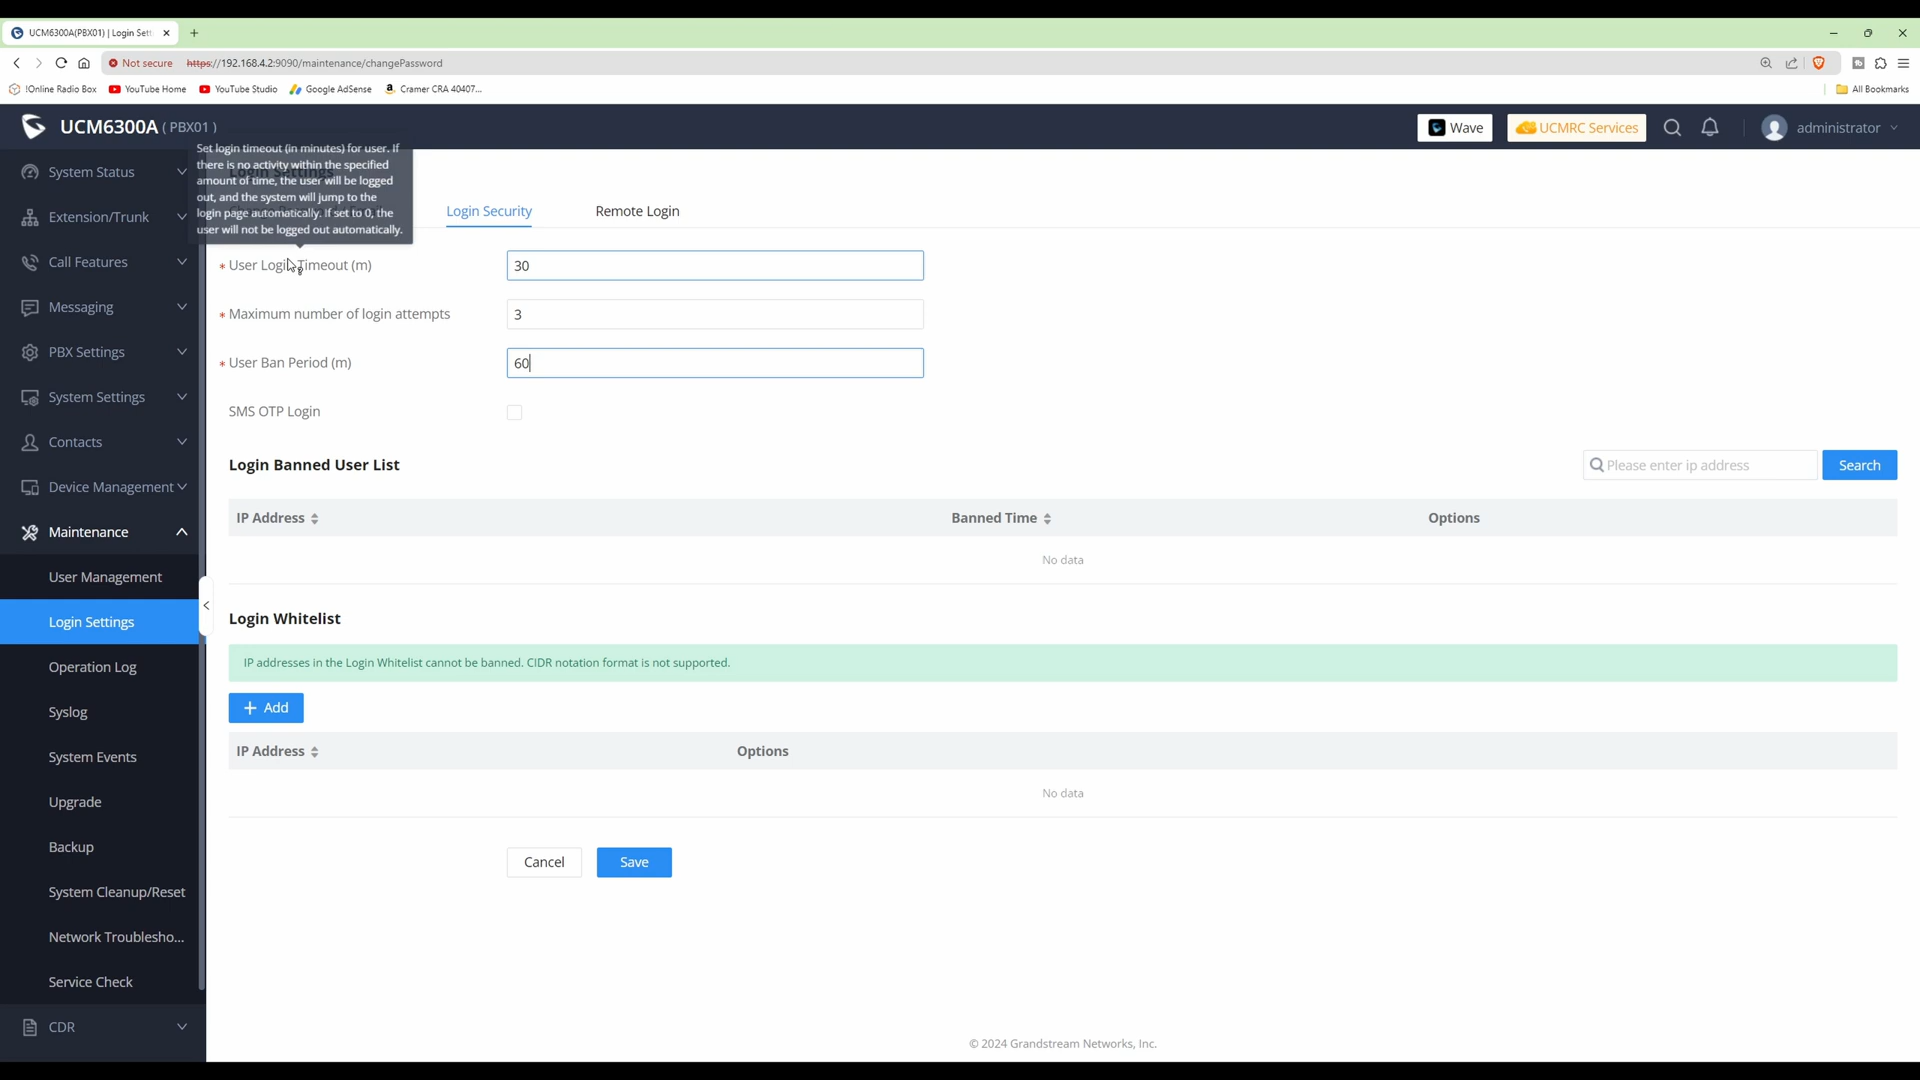 UCM6300A(PBX01) | Login Sett
Not secure https://192.168.4.2:9090/maintenance/changePassword
!Online Radio Box YouTube Home YouTube Studio Google AdSense Cramer CRA 40407... All Bookmarks
UCM6300A ( PBX01 ) Wave UCMRC Services administrator
System Status
Extension/Trunk
Call Features
Messaging
PBX Settings
System Settings
Contacts
Device Management
Maintenance
User Management
Login Settings
Operation Log
Syslog
System Events
Upgrade
Backup
System Cleanup/Reset
Network Troublesho...
Service Check
CDR
Set login timeout (in minutes) for user. If
there is no activity within the specified
amount of time, the user will be logged
out, and the system will jump to the
login page automatically. If set to 0, the
user will not be logged out automatically.
Login Settings
Login Security Remote Login
* User Login Timeout (m) 30
* Maximum number of login attempts 3
* User Ban Period (m) 60
SMS OTP Login
Login Banned User List Please enter ip address Search
IP Address Banned Time Options
No data
Login Whitelist
IP addresses in the Login Whitelist cannot be banned. CIDR notation format is not supported.
+ Add
IP Address Options
No data
Cancel Save
© 2024 Grandstream Networks, Inc.